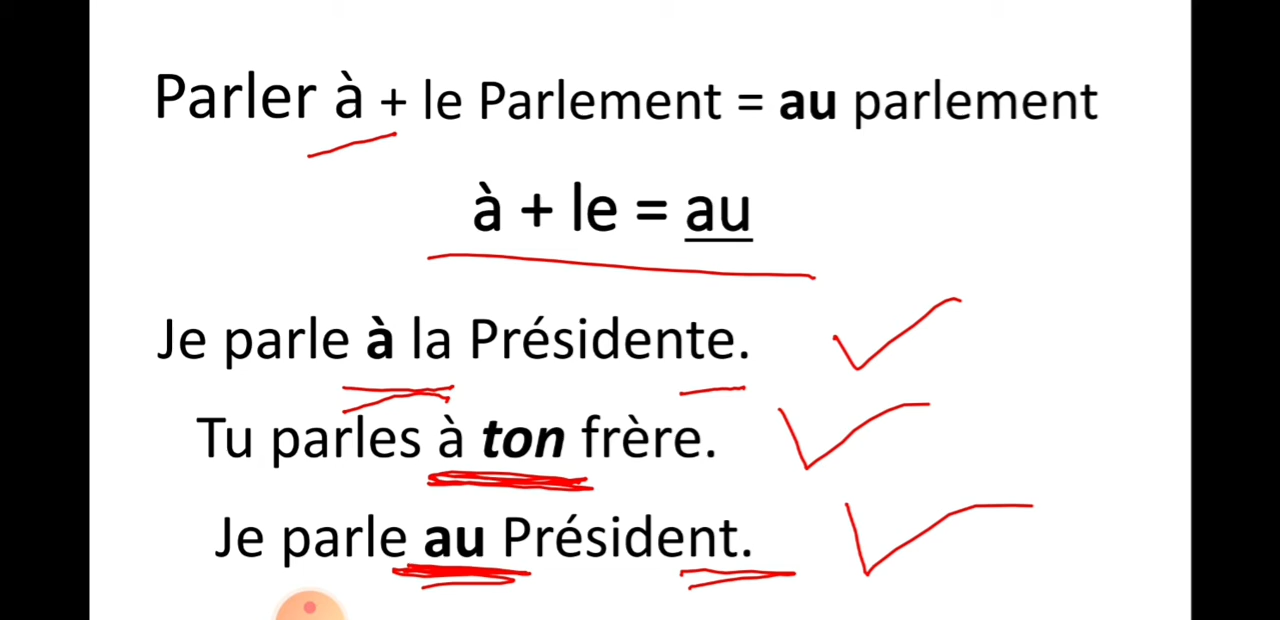 Parler à + le Parlement = au parlement
à + le = au
Je parle à la Présidente.
Tu parles à ton frère.
Je parle au Président.